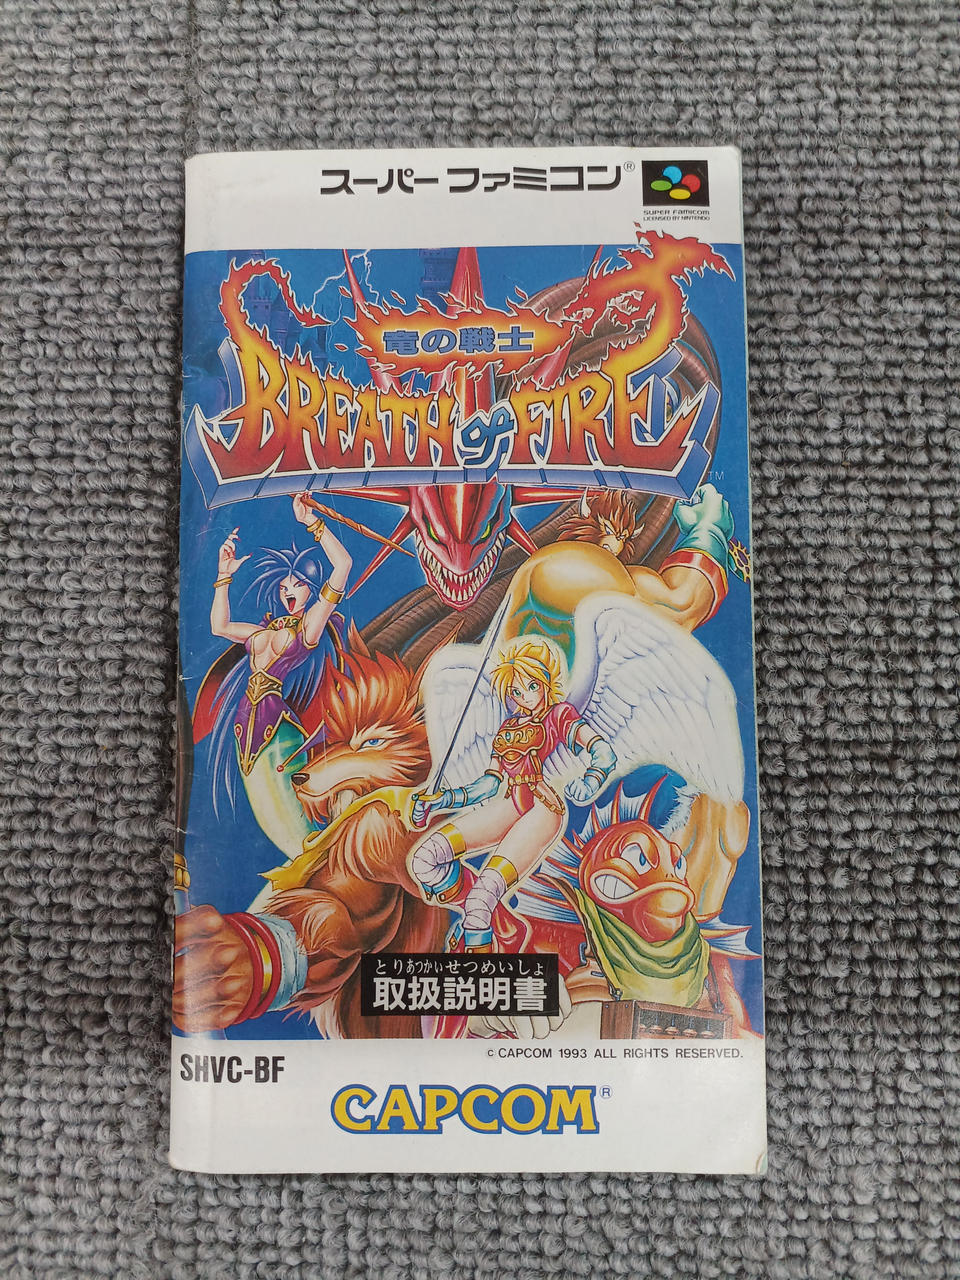 スーパーファミコン®
SUPER FAMICOM
LICENSED BY NINTENDO
竜の戦士
BREATH of FIRE
TM
とりあつかいせつめいしょ
取扱説明書
© CAPCOM 1993 ALL RIGHTS RESERVED.
SHVC-BF
CAPCOM®